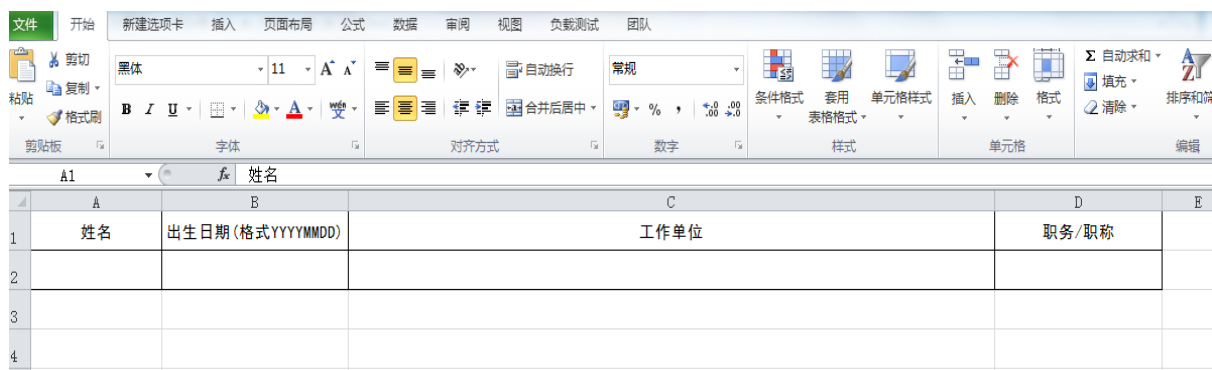 文件 开始 新建选项卡 插入 页面布局 公式 数据 审阅 视图 负载测试 团队
剪切 黑体 11 A A 自动换行 常规 Σ 自动求和
复制 填充
粘贴 条件格式 套用 单元格样式 插入 删除 格式 排序和筛
格式刷 B I U A wén 变 合并后居中 % , .00 .0 表格格式 清除
剪贴板 字体 对齐方式 数字 样式 单元格 编辑
A1 fx 姓名
A B C D E
1 姓名 出生日期(格式YYYYMMDD) 工作单位 职务/职称
2
3
4